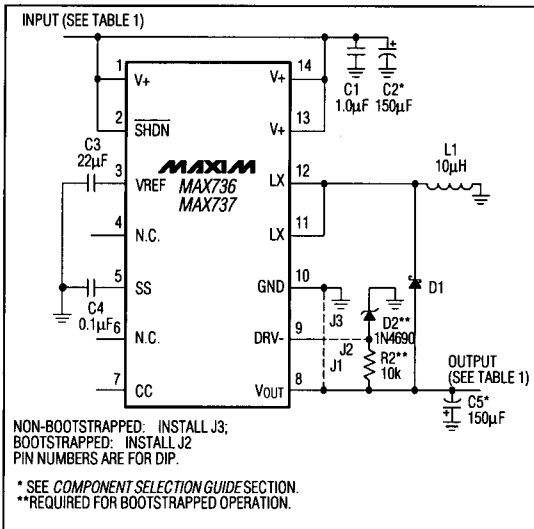 INPUT (SEE TABLE 1)
1
V+
2
SHDN
C3
22µF
3
VREF
4
N.C.
5
SS
C4
0.1µF
6
N.C.
7
CC
MAXIM
MAX736
MAX737
14
V+
13
V+
12
LX
11
LX
10
GND
9
DRV-
8
VOUT
C1
1.0µF
C2*
150µF
L1
10µH
D1
J3
D2**
1N4690
J2
R2**
10k
J1
OUTPUT
(SEE TABLE 1)
C5*
150µF
NON-BOOTSTRAPPED: INSTALL J3;
BOOTSTRAPPED: INSTALL J2
PIN NUMBERS ARE FOR DIP.
* SEE COMPONENT SELECTION GUIDE SECTION.
**REQUIRED FOR BOOTSTRAPPED OPERATION.